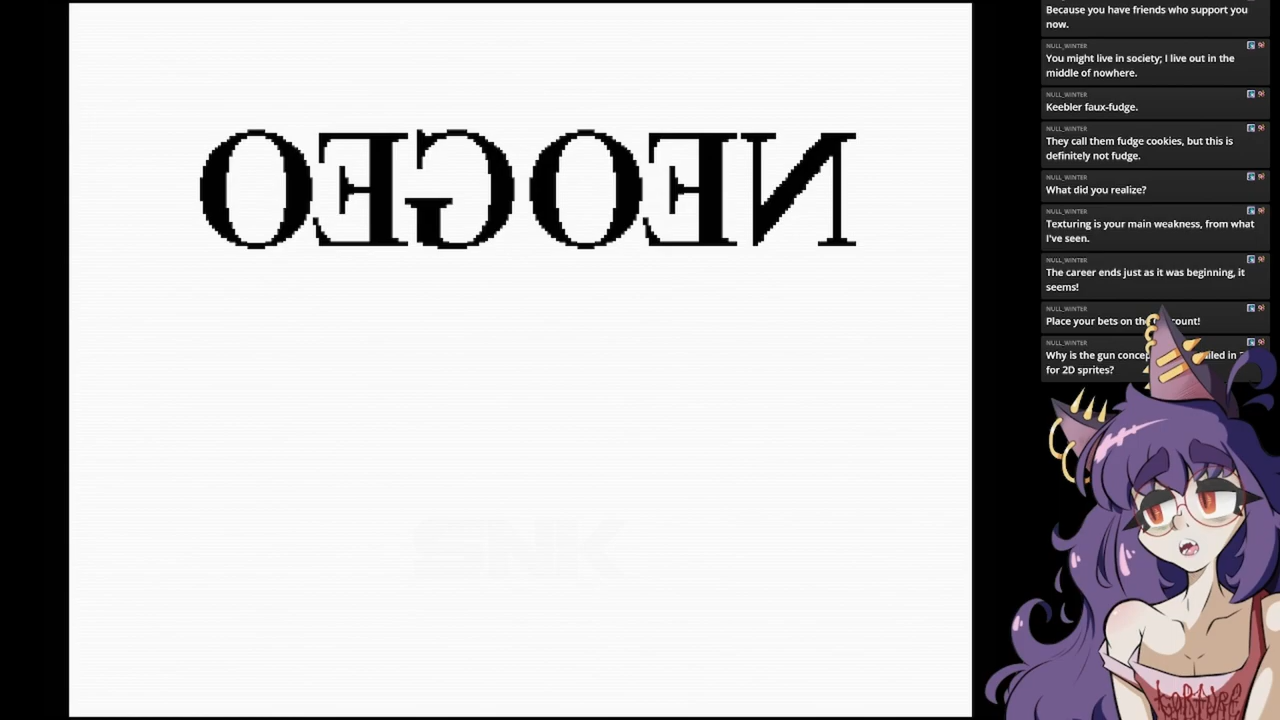 NEOGEO
SNK
Because you have friends who support you
now.
NULL_WINTER
You might live in society; I live out in the
middle of nowhere.
NULL_WINTER
Keebler faux-fudge.
NULL_WINTER
They call them fudge cookies, but this is
definitely not fudge.
NULL_WINTER
What did you realize?
NULL_WINTER
Texturing is your main weakness, from what
I've seen.
NULL_WINTER
The career ends just as it was beginning, it
seems!
NULL_WINTER
Place your bets on the count!
NULL_WINTER
Why is the gun in
for 2D sprites?
TORTURE